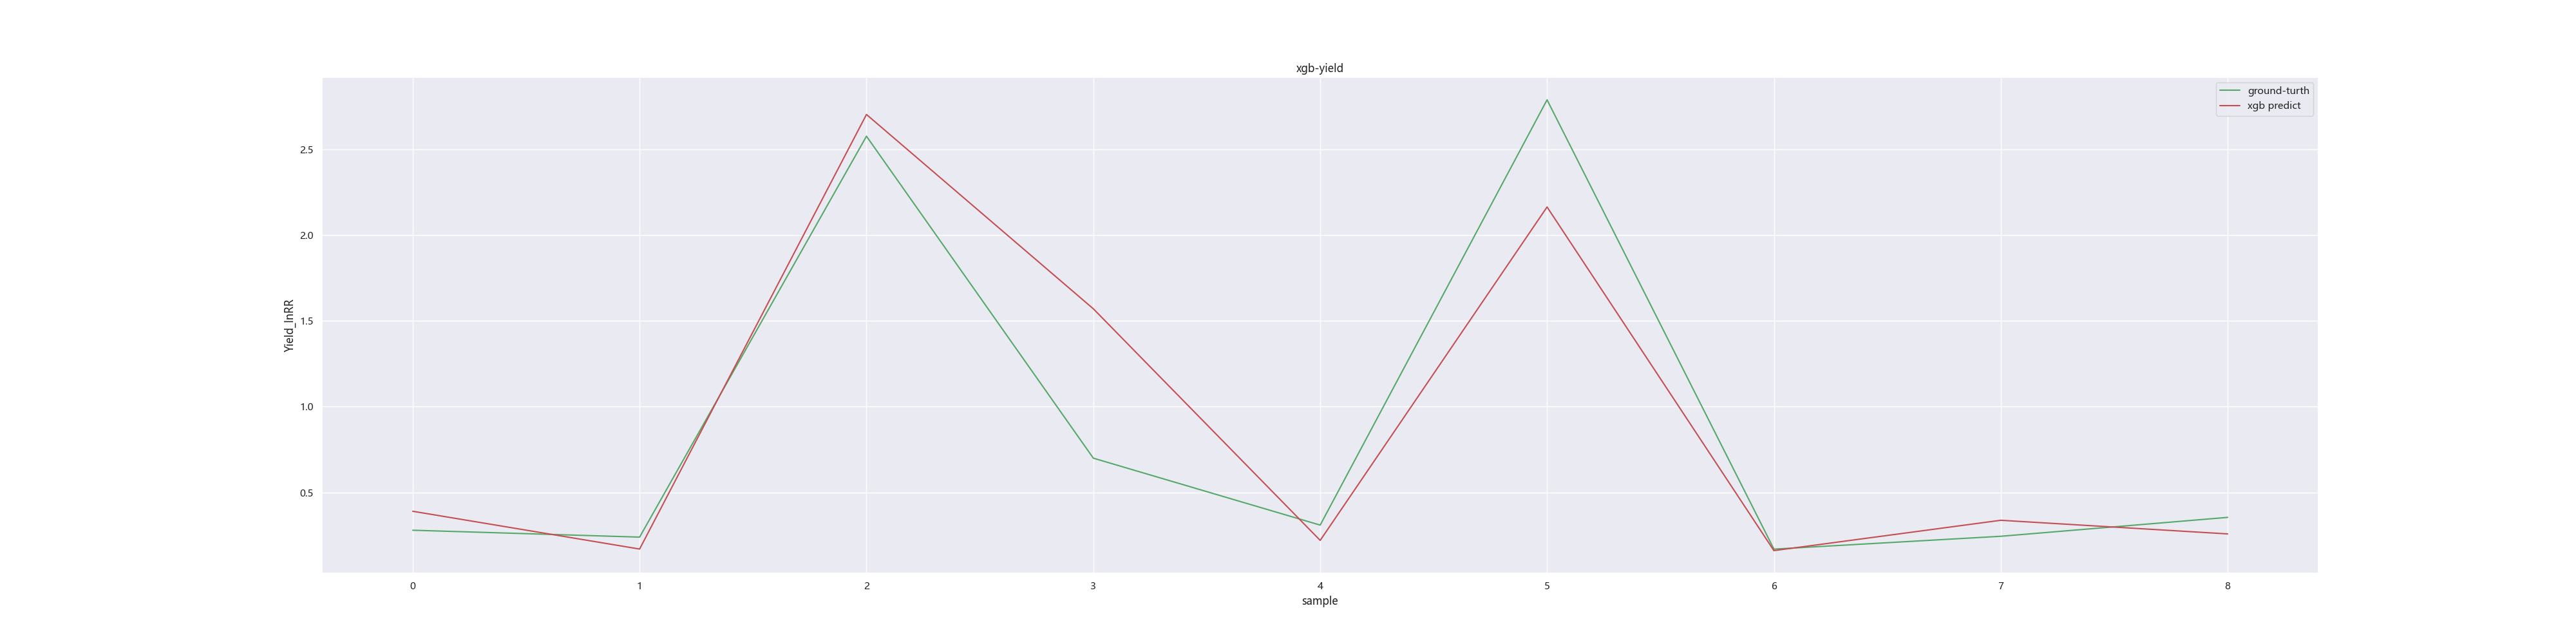 xgb-yield
ground-turth
xgb predict
2.5
2.0
1.5
1.0
0.5
Yield_lnRR
0 1 2 3 4 5 6 7 8
sample